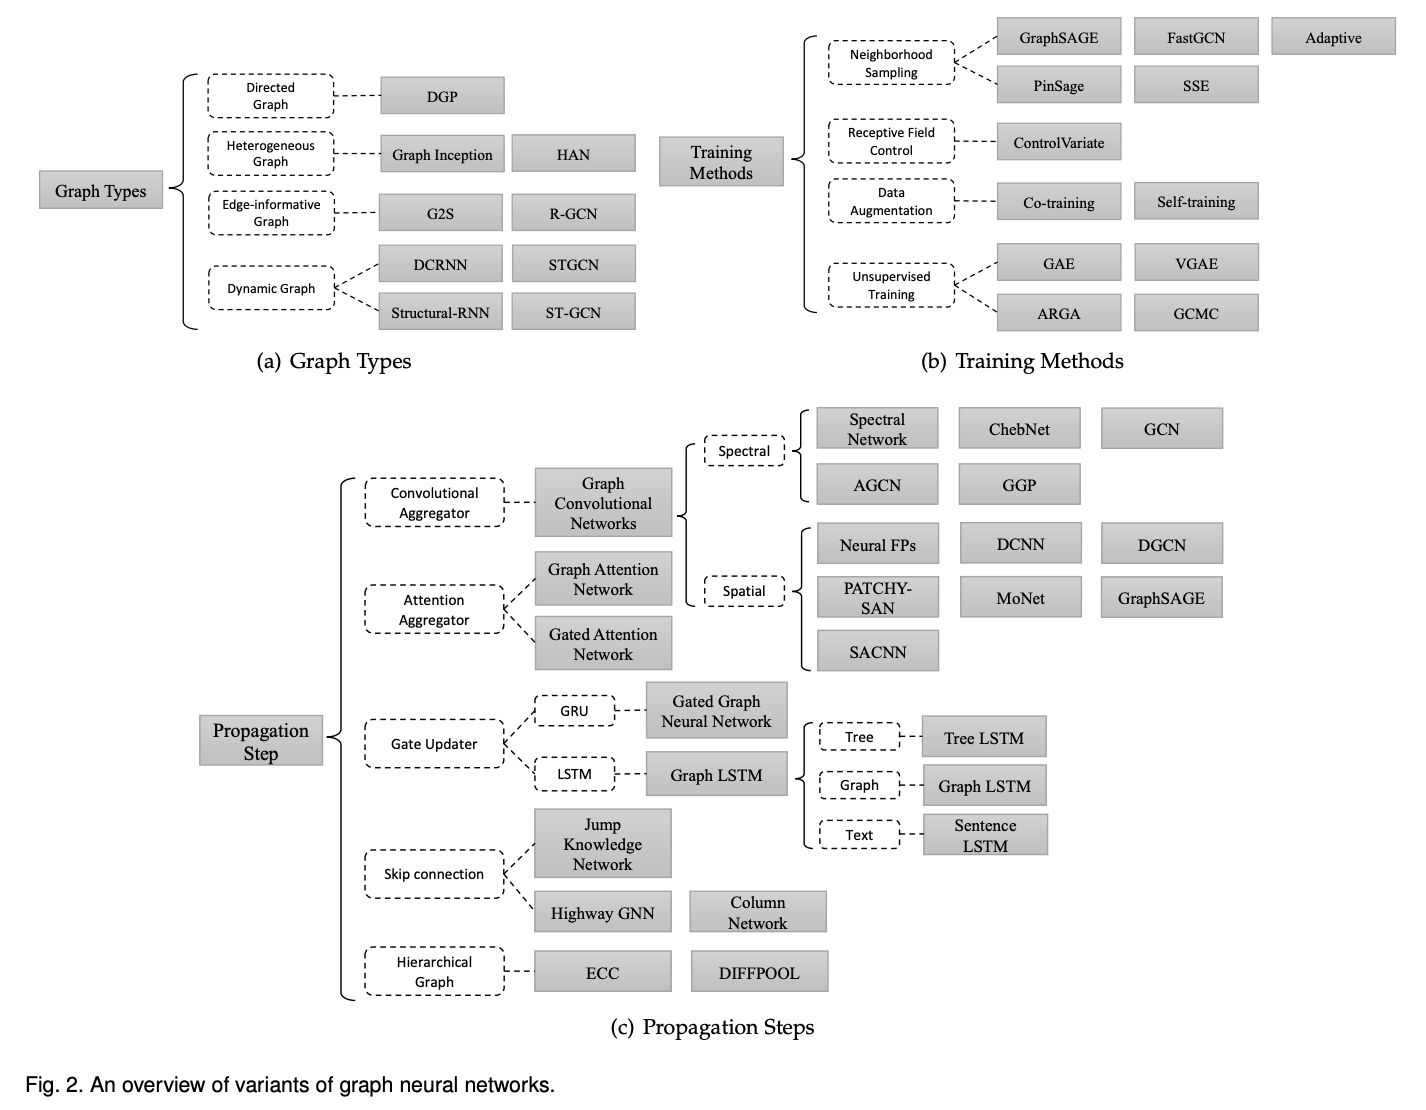 Graph Types
Directed
Graph
DGP
Heterogeneous
Graph
Graph Inception
HAN
Edge-informative
Graph
G2S
R-GCN
Dynamic Graph
DCRNN
STGCN
Structural-RNN
ST-GCN
(a) Graph Types
Training
Methods
Neighborhood
Sampling
GraphSAGE
FastGCN
Adaptive
PinSage
SSE
Receptive Field
Control
ControlVariate
Data
Augmentation
Co-training
Self-training
Unsupervised
Training
GAE
VGAE
ARGA
GCMC
(b) Training Methods
Propagation
Step
Convolutional
Aggregator
Graph
Convolutional
Networks
Spectral
Spectral
Network
ChebNet
GCN
AGCN
GGP
Spatial
Neural FPs
DCNN
DGCN
PATCHY-
SAN
MoNet
GraphSAGE
SACNN
Attention
Aggregator
Graph Attention
Network
Gated Attention
Network
Gate Updater
GRU
Gated Graph
Neural Network
LSTM
Graph LSTM
Tree
Tree LSTM
Graph
Graph LSTM
Text
Sentence
LSTM
Skip connection
Jump
Knowledge
Network
Highway GNN
Column
Network
Hierarchical
Graph
ECC
DIFFPOOL
(c) Propagation Steps
Fig. 2. An overview of variants of graph neural networks.